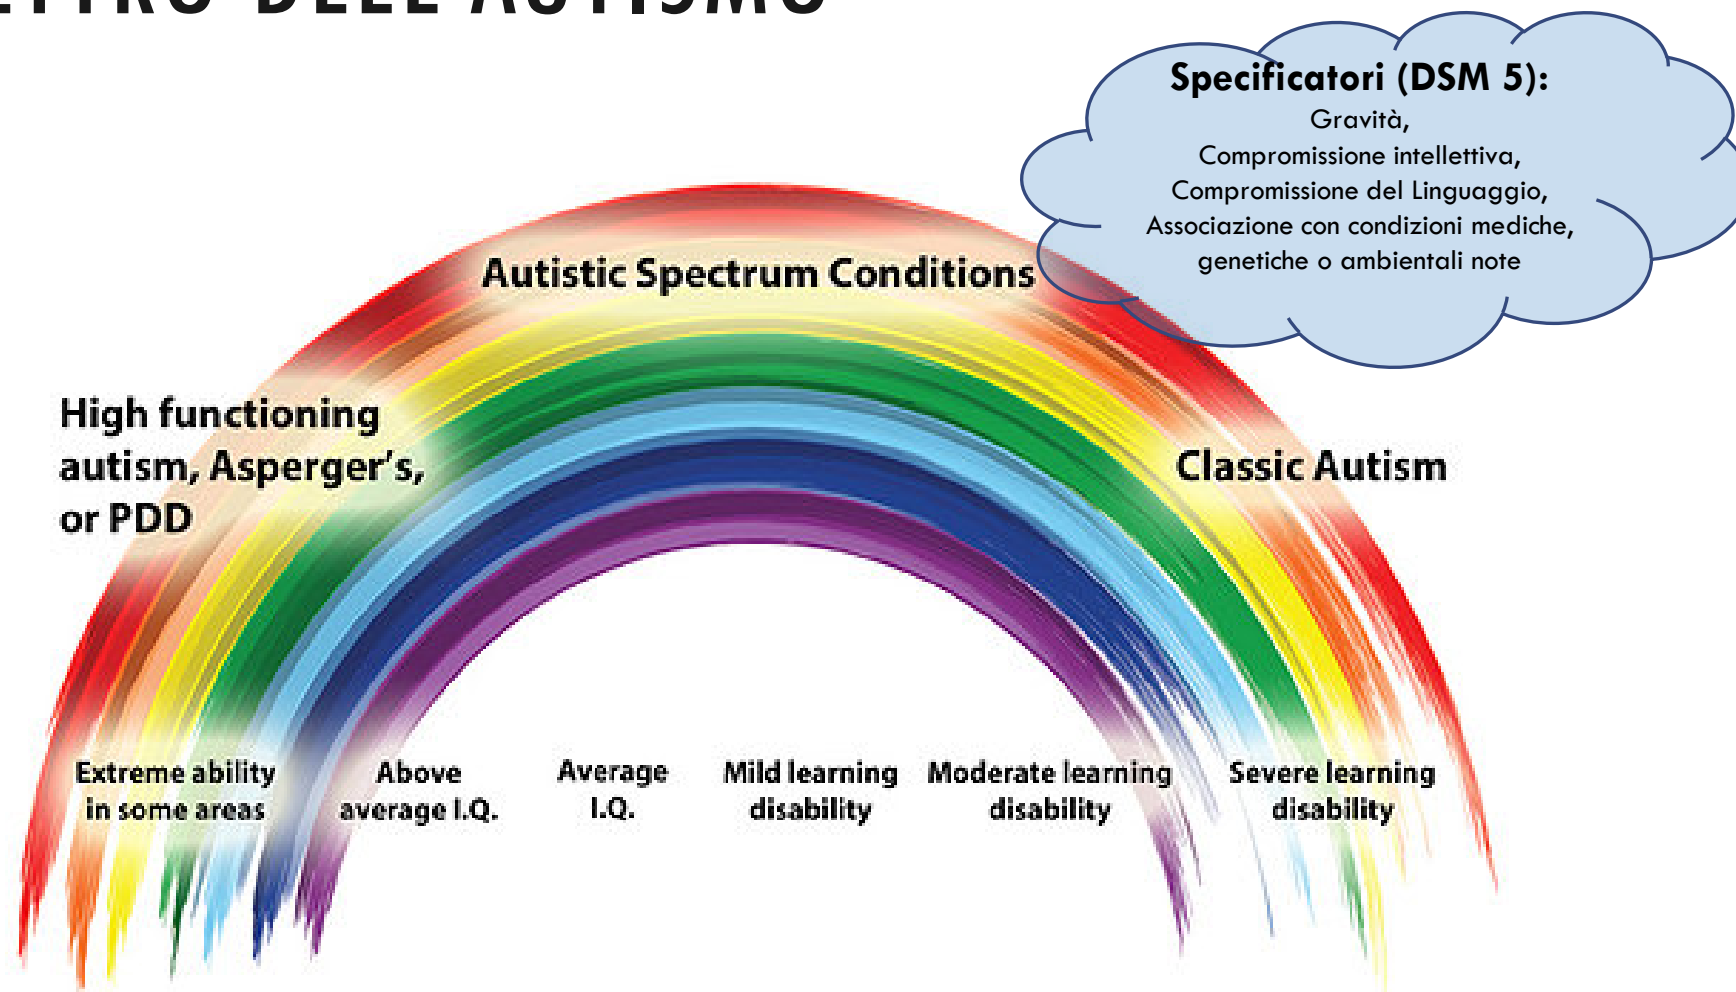 DELL'AUTISMO
Specificatori (DSM 5):
Gravità,
Compromissione intellettiva,
Compromissione del Linguaggio,
Associazione con condizioni mediche,
genetiche o ambientali note
Autistic Spectrum Conditions
High functioning
autism, Asperger's,
or PDD
Classic Autism
Extreme ability
in some areas
Above
average I.Q.
Average
I.Q.
Mild learning
disability
Moderate learning
disability
Severe learning
disability